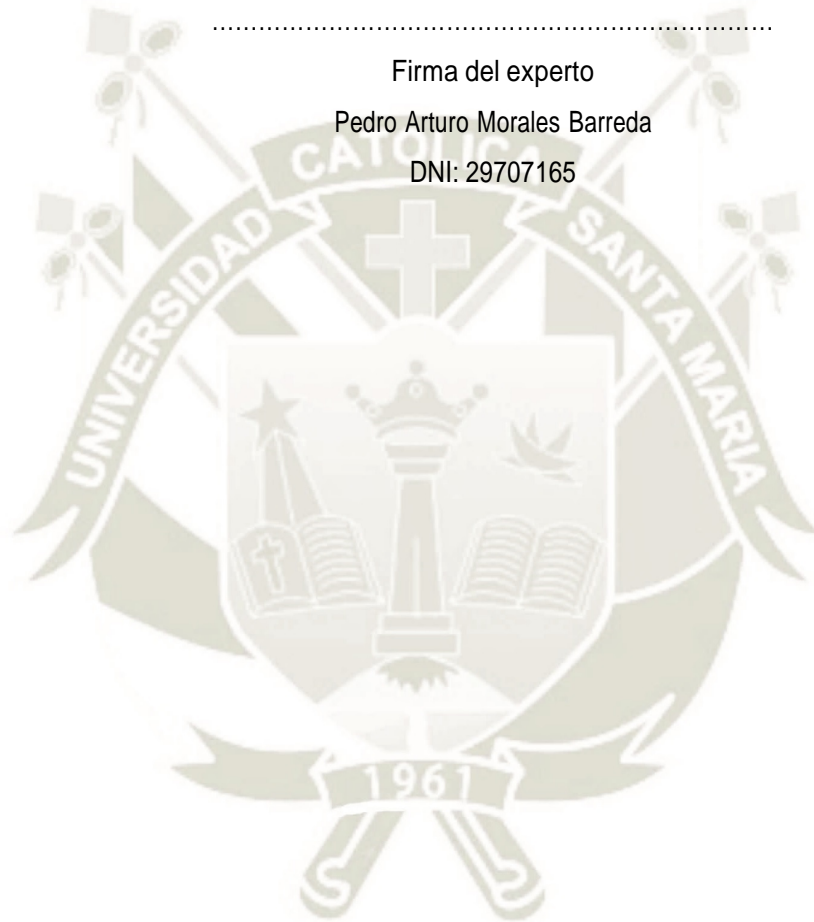 ……………………………………………………………………
Firma del experto
Pedro Arturo Morales Barreda
DNI: 29707165
CATOLICA
UNIVERSIDAD
SANTA MARIA
1961